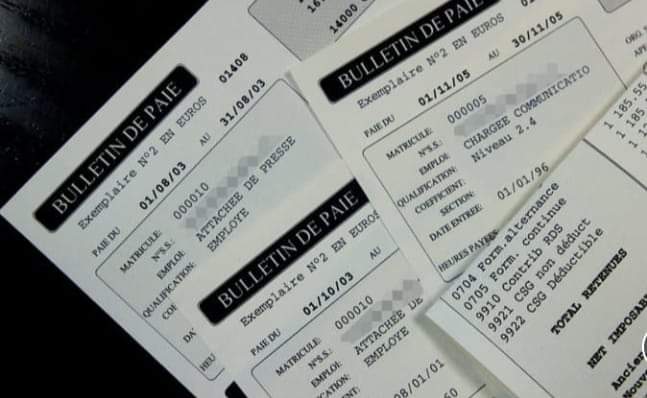 14000
BULLETIN DE PAIE
Exemplaire N°2 EN EUROS
01408
PAIE DU 01/08/03 AU 31/08/03
MATRICULE: 000010
N°S.S.:
EMPLOI: ATTACHEE DE PRESSE
QUALIFICATION: EMPLOYE
BULLETIN DE PAIE
Exemplaire N°2 EN EUROS
PAIE DU 01/10/03 AU
MATRICULE: 000010
N°S.S.:
EMPLOI: ATTACHEE DE
EMPLOYE
08/01/01
BULLETIN DE PAIE
Exemplaire N°2 EN EUROS
PAIE DU 01/11/05 AU 30/11/05
MATRICULE: 000005
N°S.S.:
EMPLOI: CHARGEE COMMUNICATIO
QUALIFICATION: Niveau 2.4
COEFFICIENT:
SECTION:
DATE ENTREE: 01/01/96
HEURES PAYEES
0704 Form.alternance
0705 Form. continue
9910 Contrib RDS
9921 CSG non déduct
9922 CSG Déductible
TOTAL RETENUES
NET IMPOSAB